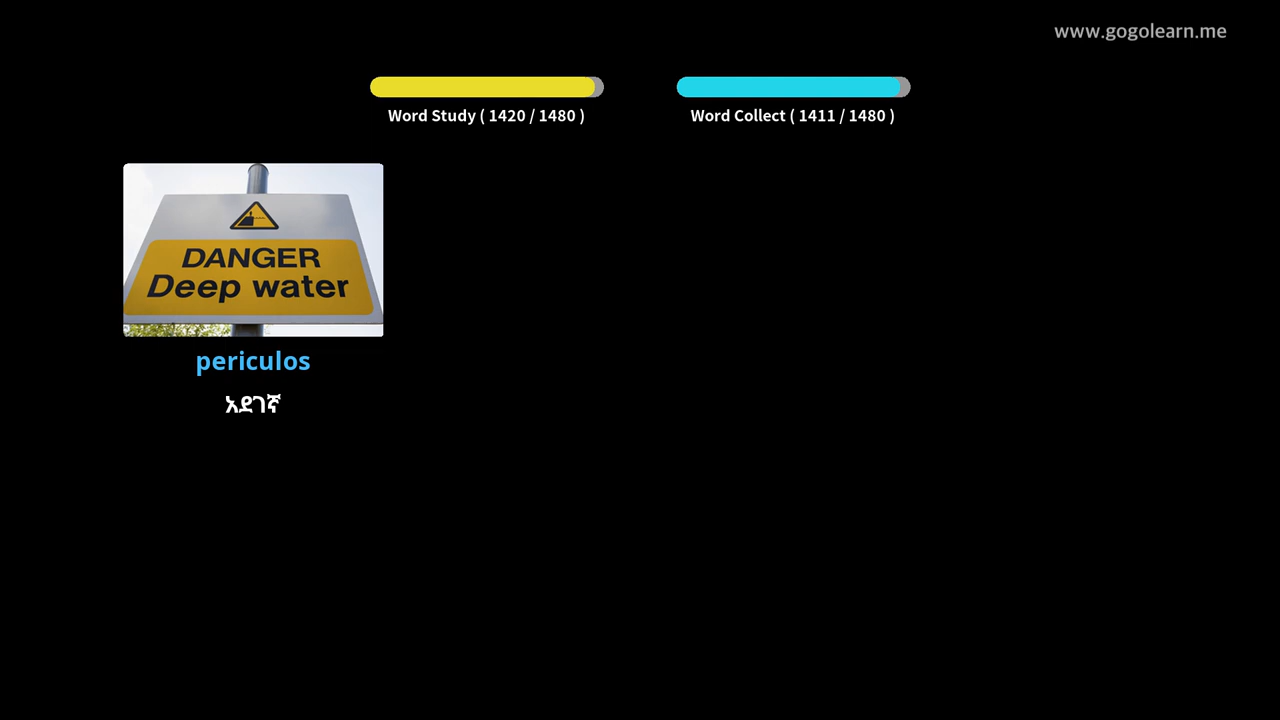 www.gogolearn.me
Word Study ( 1420 / 1480 )
Word Collect ( 1411 / 1480 )
DANGER
Deep water
periculos
አደገኛ